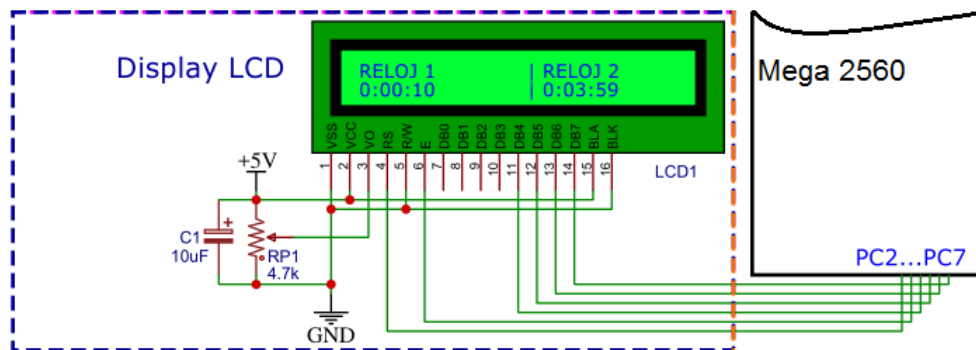 Display LCD
RELOJ 1 | RELOJ 2
0:00:10 | 0:03:59
VSS VCC VO RS R/W E DB0 DB1 DB2 DB3 DB4 DB5 DB6 DB7 BLA BLK
1 2 3 4 5 6 7 8 9 10 11 12 13 14 15 16
LCD1
Mega 2560
+5V
C1
10uF
RP1
4.7k
GND
PC2...PC7